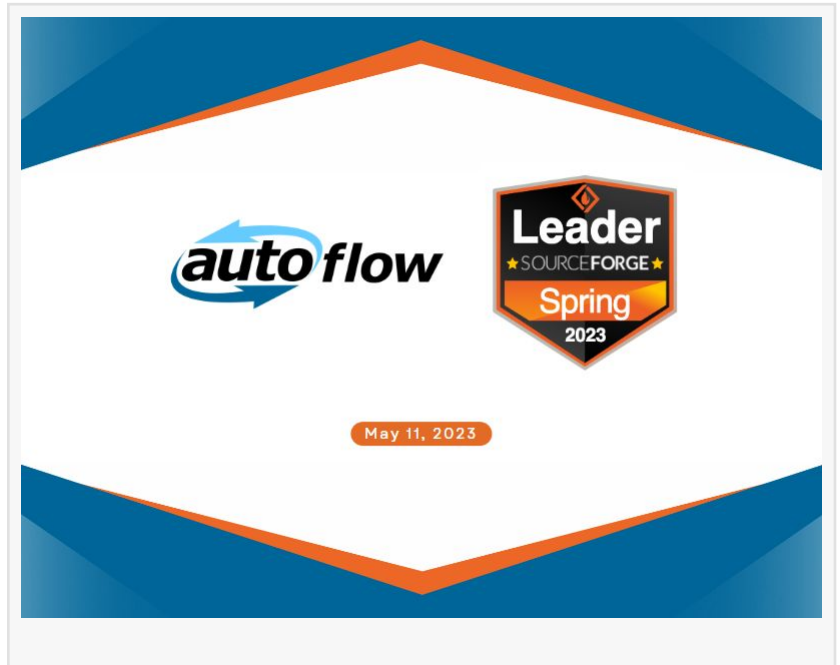 autoflow
Leader
SOURCEFORGE
Spring
2023
May 11, 2023